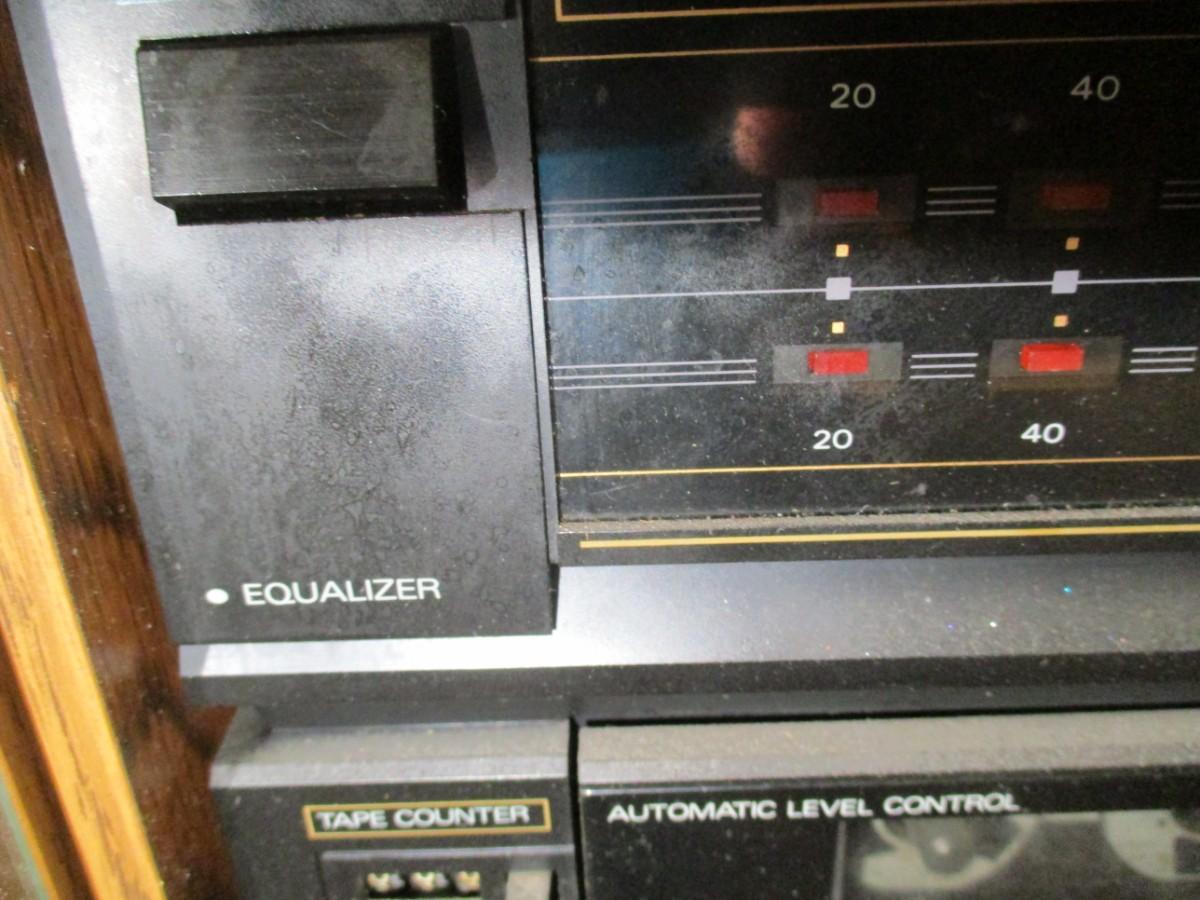 20 40
20 40
EQUALIZER
TAPE COUNTER
AUTOMATIC LEVEL CONTROL